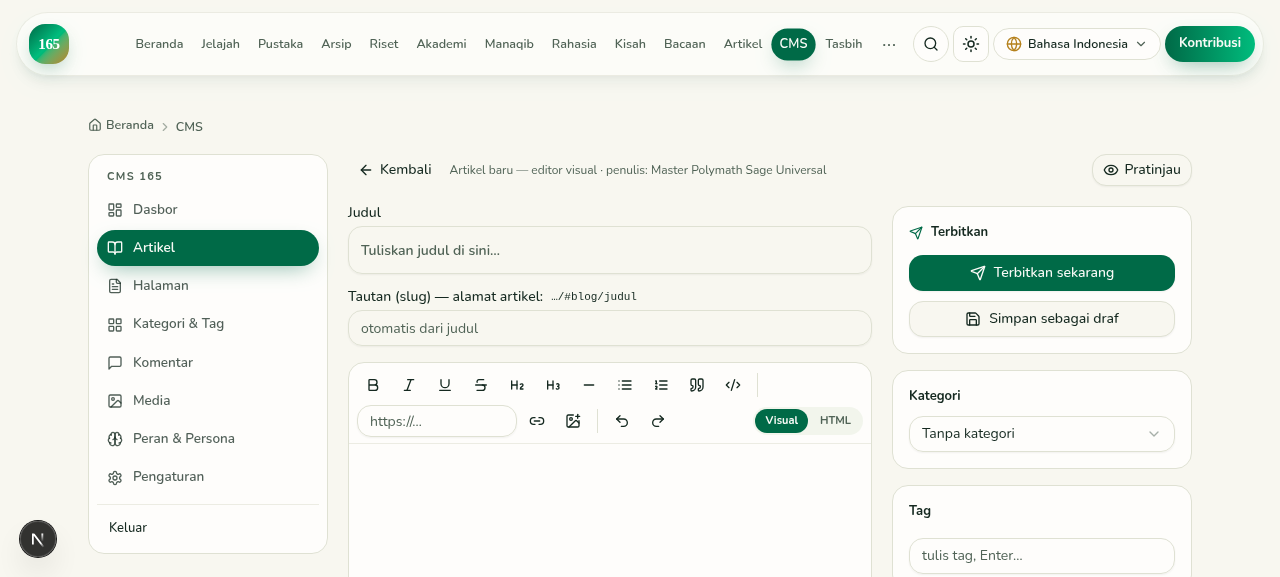 165
Beranda Jelajah Pustaka Arsip Riset Akademi Manaqib Rahasia Kisah Bacaan Artikel CMS Tasbih ... Bahasa Indonesia Kontribusi
Beranda > CMS
CMS 165
Dasbor
Artikel
Halaman
Kategori & Tag
Komentar
Media
Peran & Persona
Pengaturan
Keluar
N
Kembali Artikel baru — editor visual · penulis: Master Polymath Sage Universal Pratinjau
Judul
Tuliskan judul di sini...
Tautan (slug) — alamat artikel: …/#blog/judul
otomatis dari judul
B I U S H2 H3
https://... Visual HTML
Terbitkan
Terbitkan sekarang
Simpan sebagai draf
Kategori
Tanpa kategori
Tag
tulis tag, Enter...